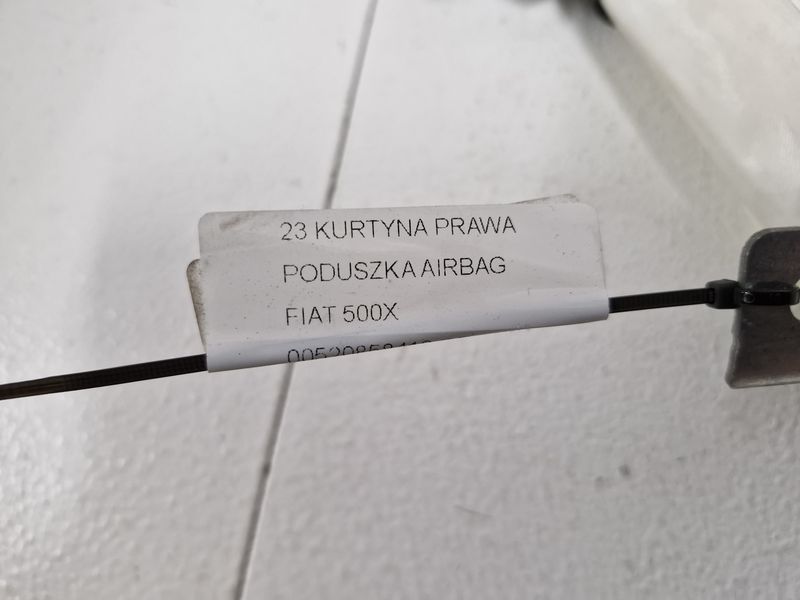 23 KURTYNA PRAWA
PODUSZKA AIRBAG
FIAT 500X